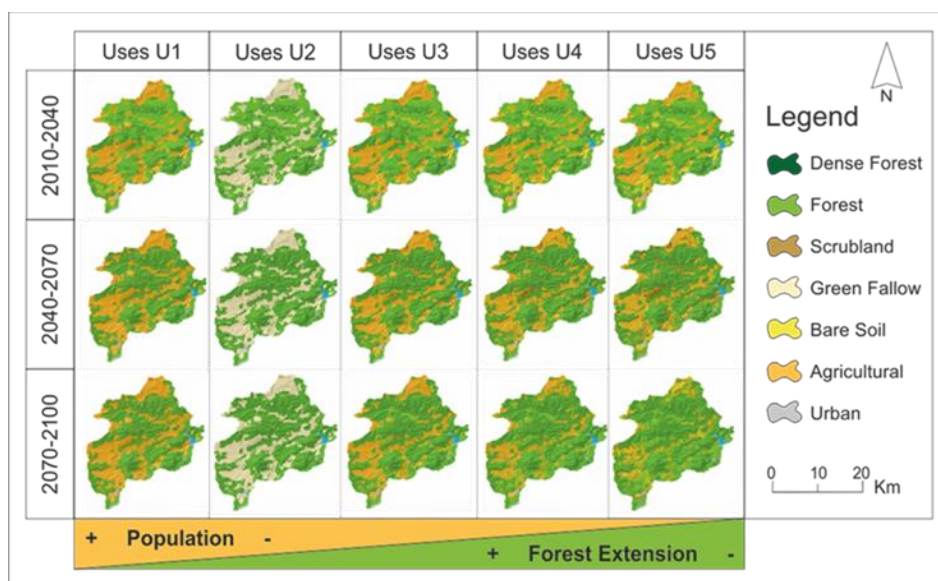 Uses U1 Uses U2 Uses U3 Uses U4 Uses U5
N
2010-2040
2040-2070
2070-2100
Legend
Dense Forest
Forest
Scrubland
Green Fallow
Bare Soil
Agricultural
Urban
0 10 20
Km
+ Population -
+ Forest Extension -